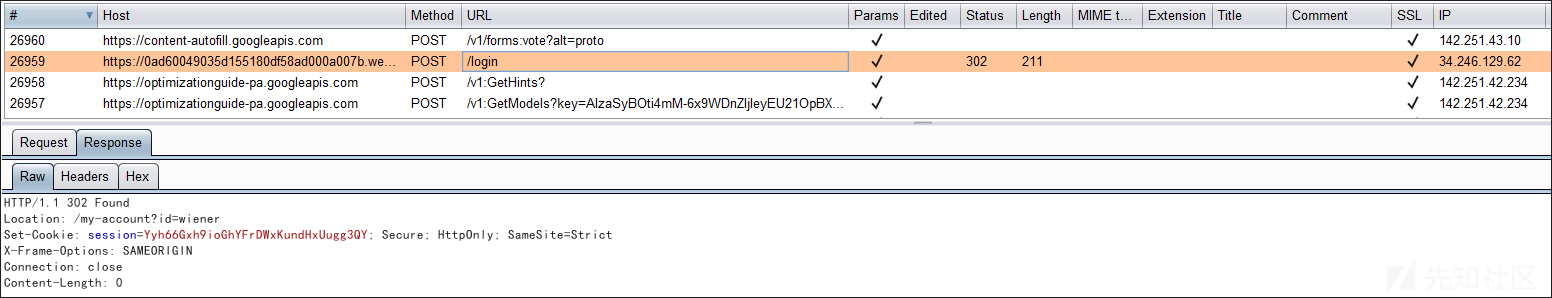 # Host Method URL Params Edited Status Length MIME t... Extension Title Comment SSL IP
26960 https://content-autofill.googleapis.com POST /v1/forms:vote?alt=proto ✓ ✓ 142.251.43.10
26959 https://0ad60049035d155180df58ad000a007b.we... POST /login ✓ 302 211 ✓ 34.246.129.62
26958 https://optimizationguide-pa.googleapis.com POST /v1:GetHints? ✓ ✓ 142.251.42.234
26957 https://optimizationguide-pa.googleapis.com POST /v1:GetModels?key=AIzaSyBOti4mM-6x9WDnZIjIeyEU21OpBX... ✓ ✓ 142.251.42.234
Request Response
Raw Headers Hex
HTTP/1.1 302 Found
Location: /my-account?id=wiener
Set-Cookie: session=Yyh66Gxh9ioGhYFrDWxKundHxUugg3QY; Secure; HttpOnly; SameSite=Strict
X-Frame-Options: SAMEORIGIN
Connection: close
Content-Length: 0
先知社区